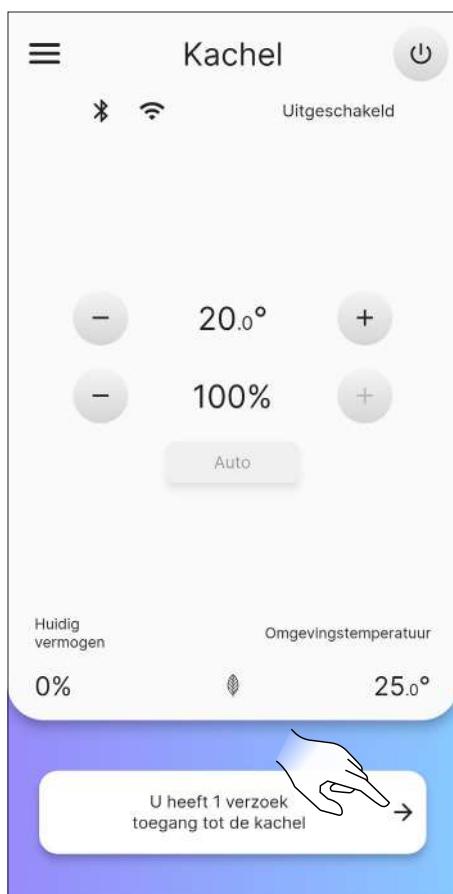 Kachel
Uitgeschakeld
− 20.0° +
− 100% +
Auto
Huidig
vermogen
Omgevingstemperatuur
0%
25.0°
U heeft 1 verzoek
toegang tot de kachel